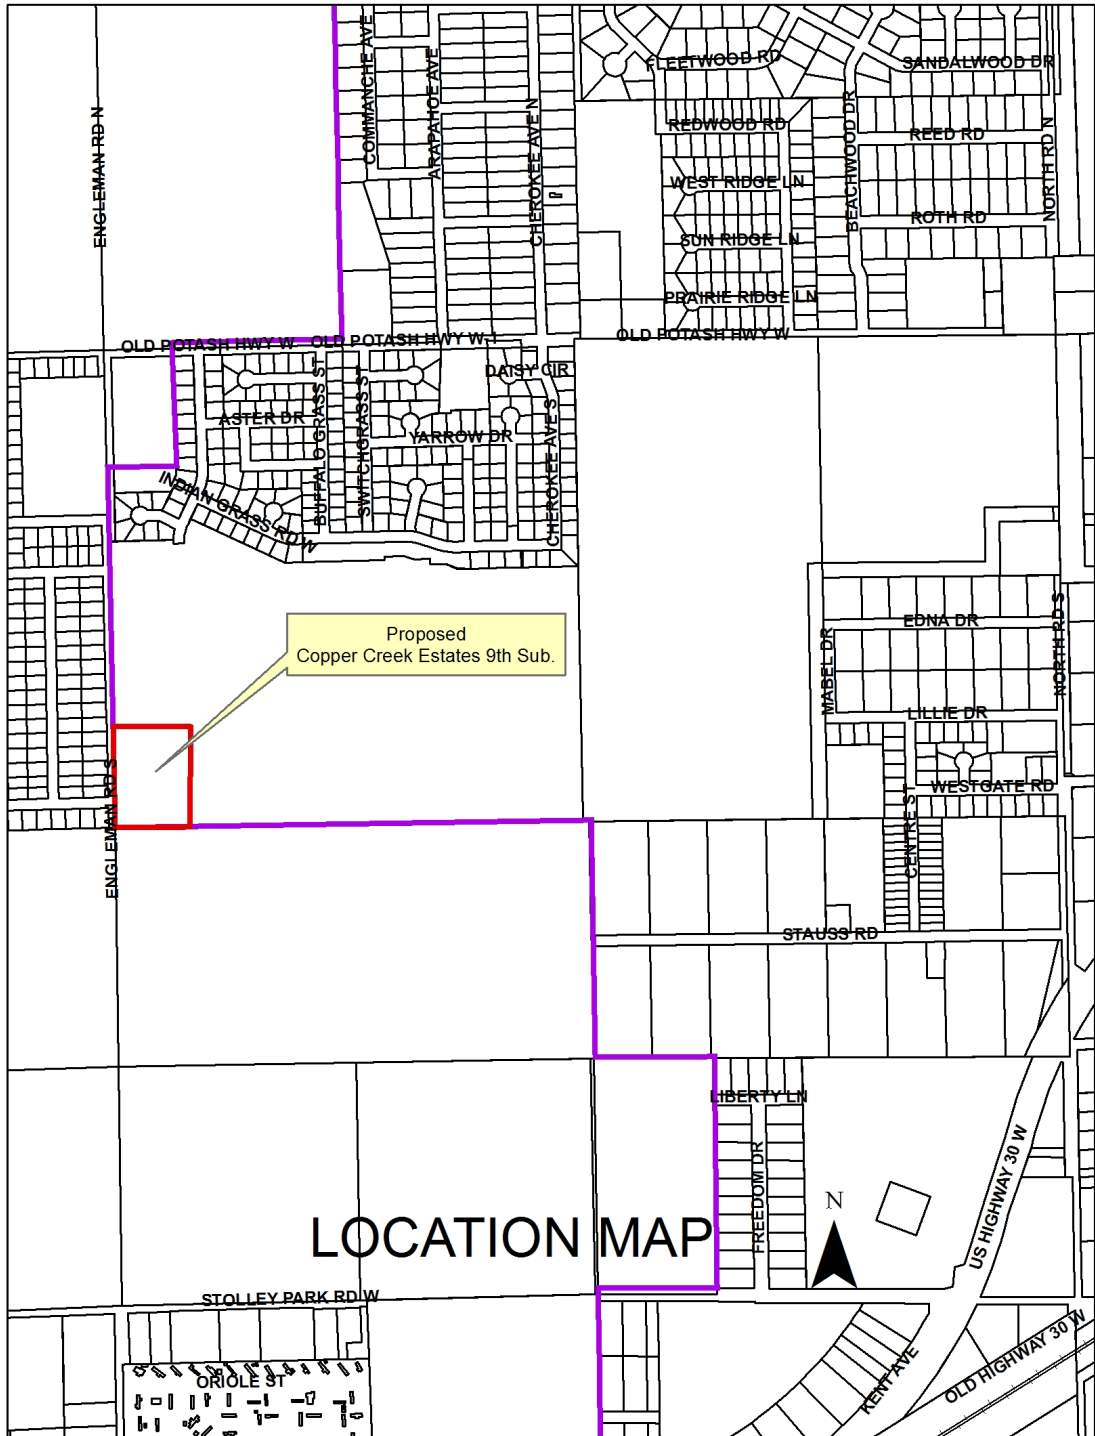 COMMANCHE AVE
ARAPAHOE AVE
CHEROKEE AVE N
FLEETWOOD RD
SANDALWOOD DR
ENGLEMAN RD N
REDWOOD RD
BEACHWOOD DR
REED RD
NORTH RD N
WEST RIDGE LN
ROTH RD
SUN RIDGE LN
PRAIRIE RIDGE LN
OLD POTASH HWY W
OLD POTASH HWY W
OLD POTASH HWY W
DAISY CIR
BUFFALO GRASS ST
SWITCHGRASS ST
ASTER DR
YARROW DR
CHEROKEE AVE S
INDIAN GRASS RD W
Proposed
Copper Creek Estates 9th Sub.
EDNA DR
MABEL DR
NORTH RD S
LILLIE DR
ENGLEMAN RD S
WESTGATE RD
CENTRE ST
STAUSS RD
LIBERTY LN
FREEDOM DR
US HIGHWAY 30 W
N
LOCATION MAP
STOLLEY PARK RD W
ORIOLE ST
KENT AVE
OLD HIGHWAY 30 W